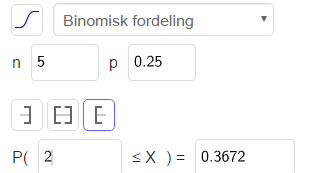 Binomisk fordeling
n 5 p 0.25
P( 2 ≤ X ) = 0.3672